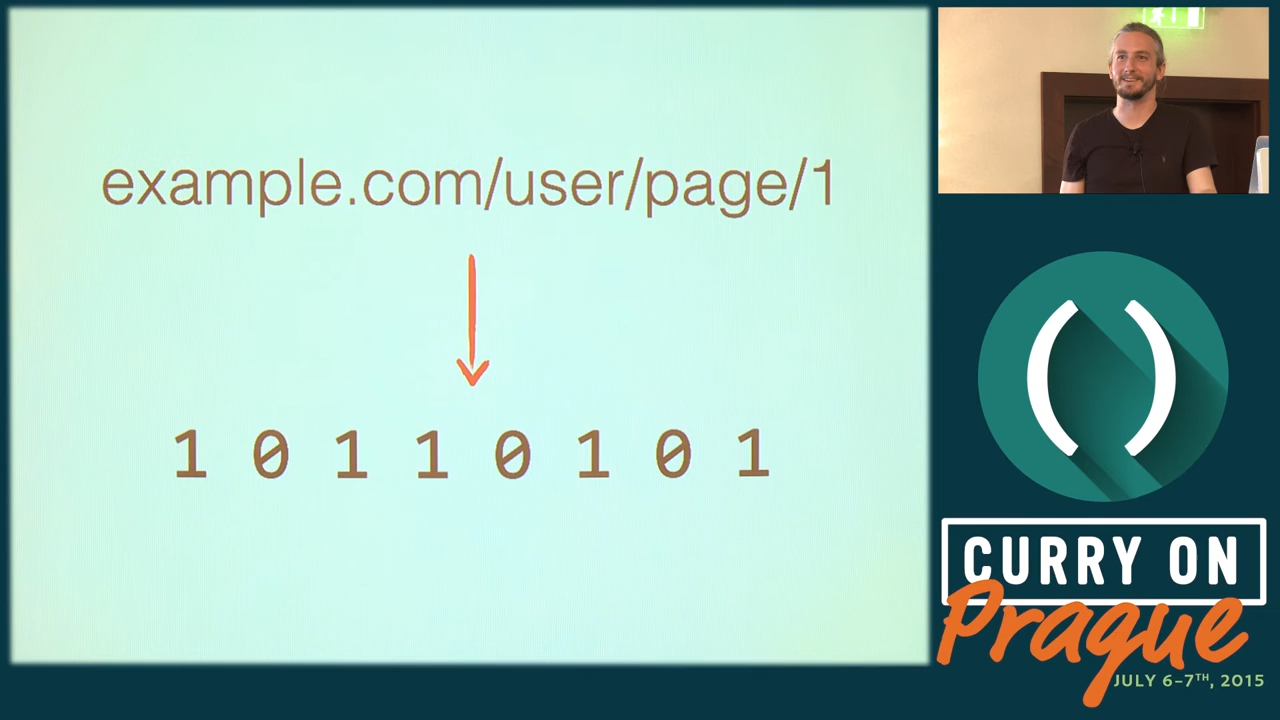 example.com/user/page/1
1 0 1 1 0 1 0 1
()
CURRY ON
Prague
JULY 6-7TH, 2015